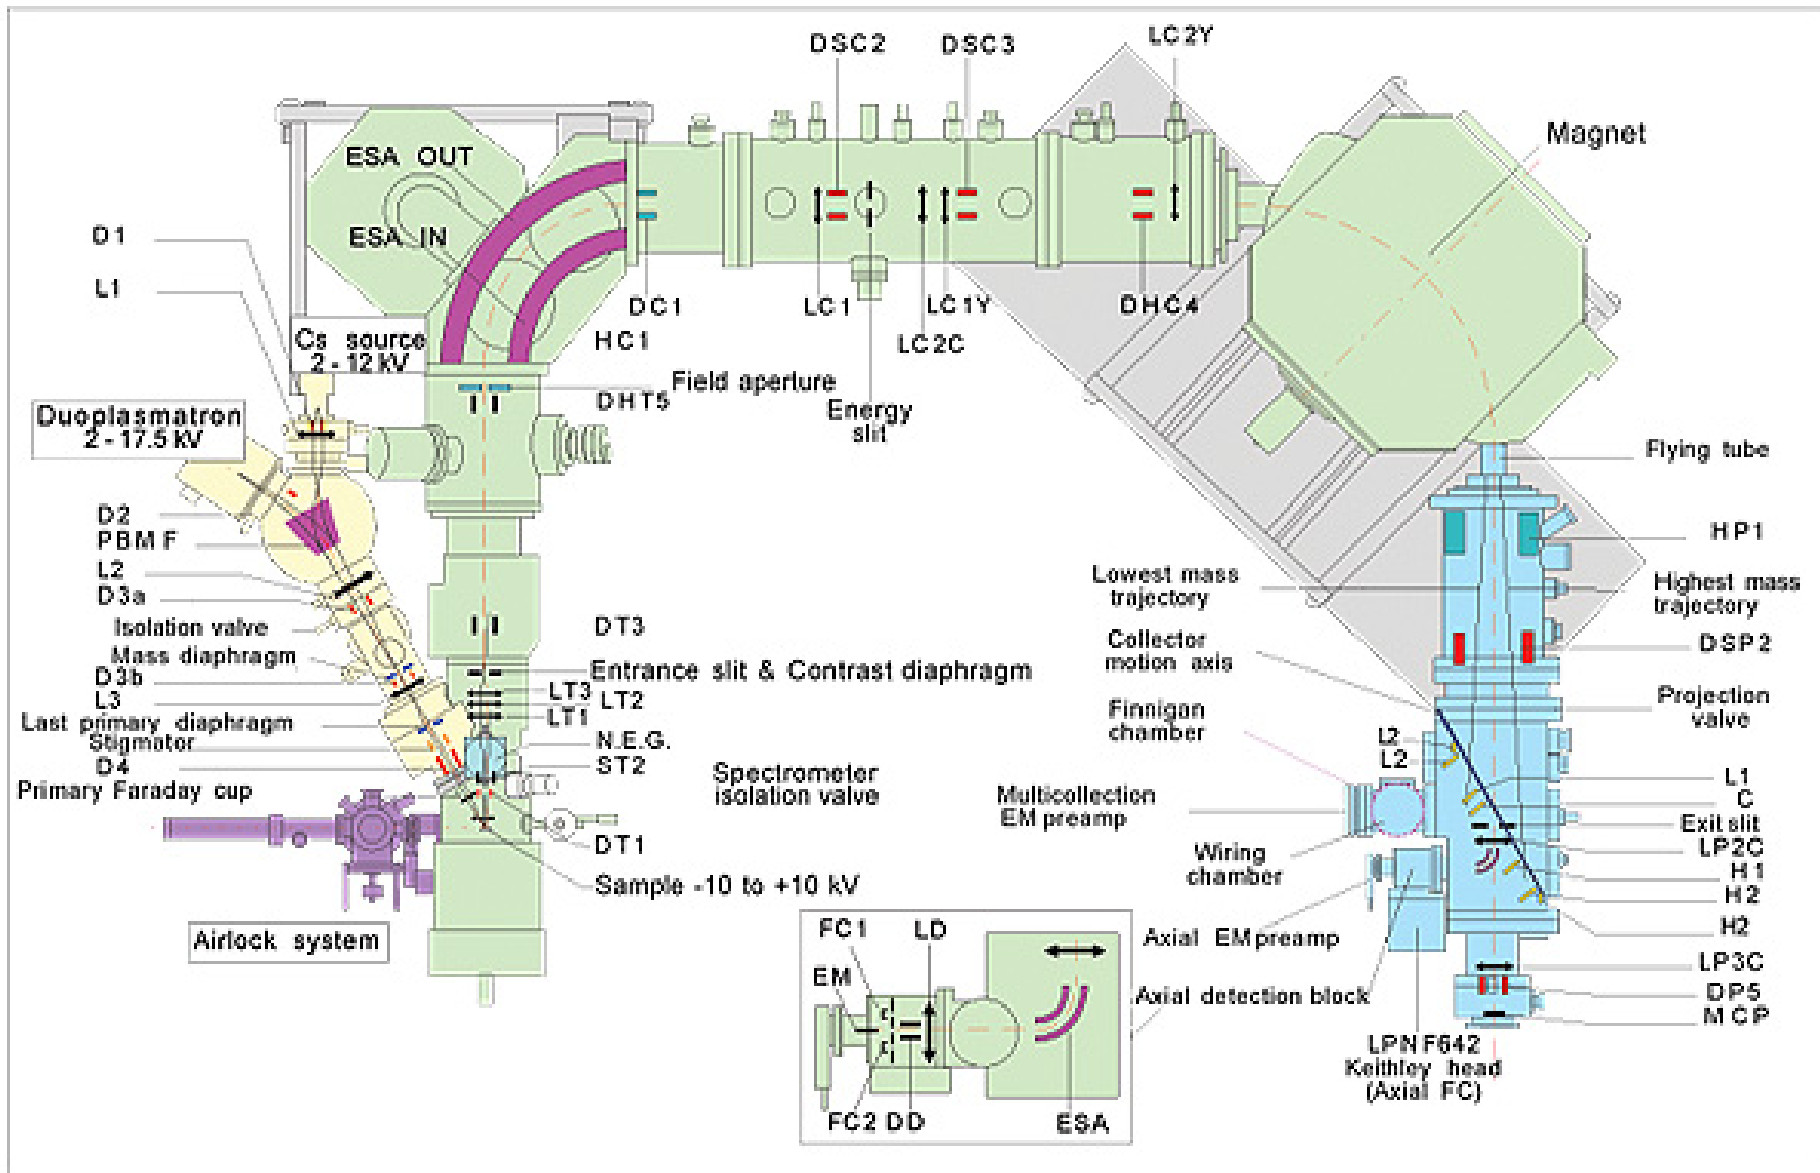 DSC2
DSC3
LC2Y
Magnet
ESA OUT
ESA IN
D1
L1
DC1
LC1
LC1Y
DHC4
HC1
LC2C
Cs source
2 - 12 kV
Field aperture
DHT5
Energy
slit
Duoplasmatron
2 - 17.5 kV
Flying tube
D2
PBMF
HP1
L2
D3a
Lowest mass
trajectory
Highest mass
trajectory
Isolation valve
DT3
Collector
motion axis
DSP2
Mass diaphragm
Entrance slit & Contrast diaphragm
D3b
L3
LT3
LT2
LT1
Projection
valve
Finnigan
chamber
Last primary diaphragm
Stigmator
N.E.G.
L2
L2
D4
ST2
Spectrometer
isolation valve
L1
Primary Faraday cup
Multicollection
EM preamp
C
Exit slit
DT1
LP2C
Wiring
chamber
H1
Sample -10 to +10 kV
H2
H2
Airlock system
FC1
LD
Axial EM preamp
LP3C
EM
Axial detection block
DP5
MCP
LPNF642
Keithley head
(Axial FC)
FC2
DD
ESA